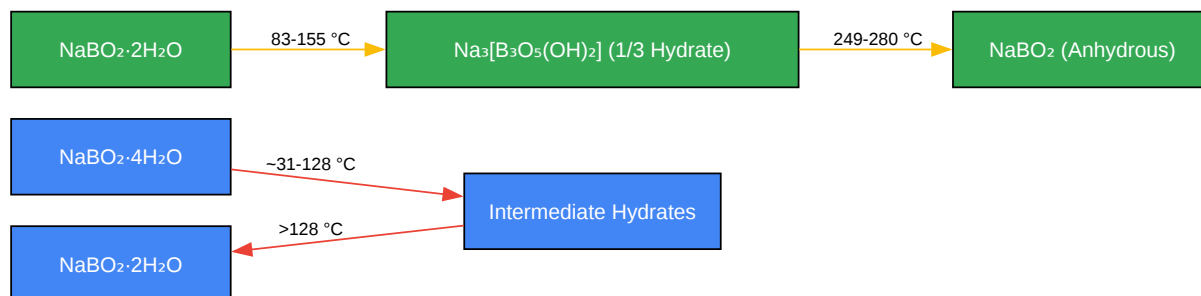 NaBO₂·2H₂O
83-155 °C
Na₃[B₃O₅(OH)₂] (1/3 Hydrate)
249-280 °C
NaBO₂ (Anhydrous)
NaBO₂·4H₂O
~31-128 °C
Intermediate Hydrates
>128 °C
NaBO₂·2H₂O